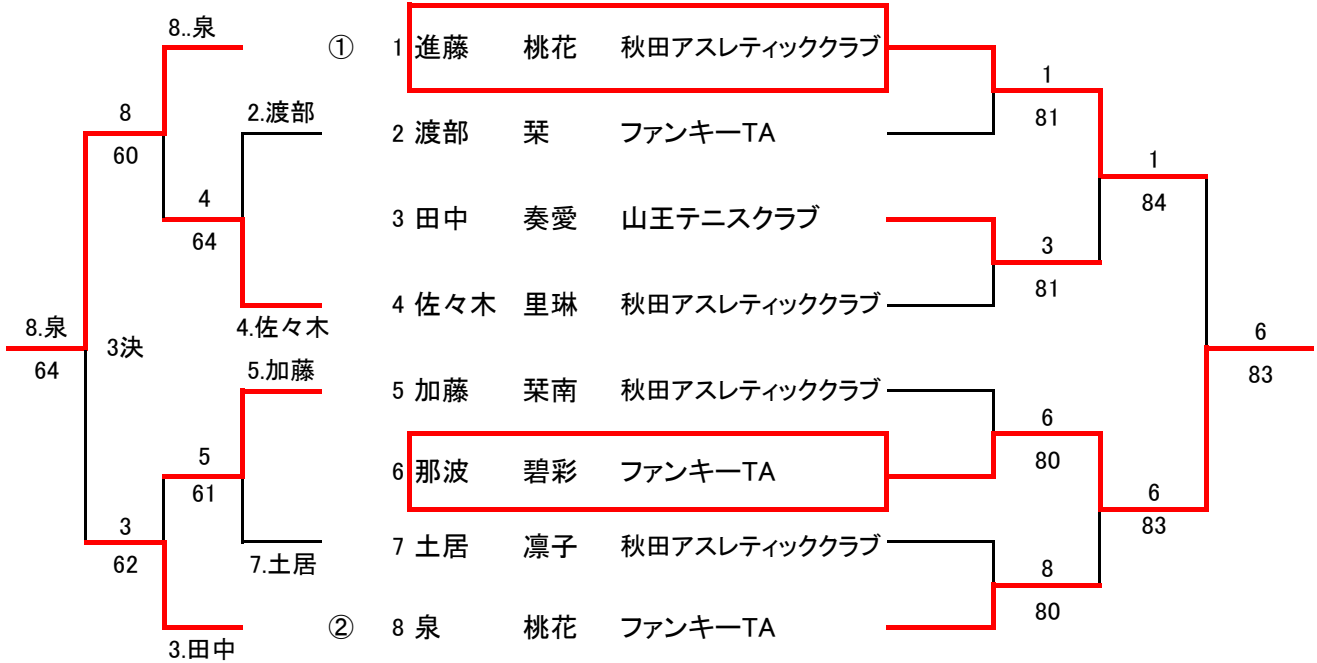 8..泉
① 1 進藤 桃花 秋田アスレティッククラブ
1
8
2.渡部
81
2 渡部 栞 ファンキーTA
60
1
4
84
3 田中 奏愛 山王テニスクラブ
64
3
81
4 佐々木 里琳 秋田アスレティッククラブ
4.佐々木
8.泉
3決
6
64
5.加藤
83
5 加藤 栞南 秋田アスレティッククラブ
6
5
80
6 那波 碧彩 ファンキーTA
61
6
3
83
7 土居 凛子 秋田アスレティッククラブ
62
7.土居
8
80
② 8 泉 桃花 ファンキーTA
3.田中